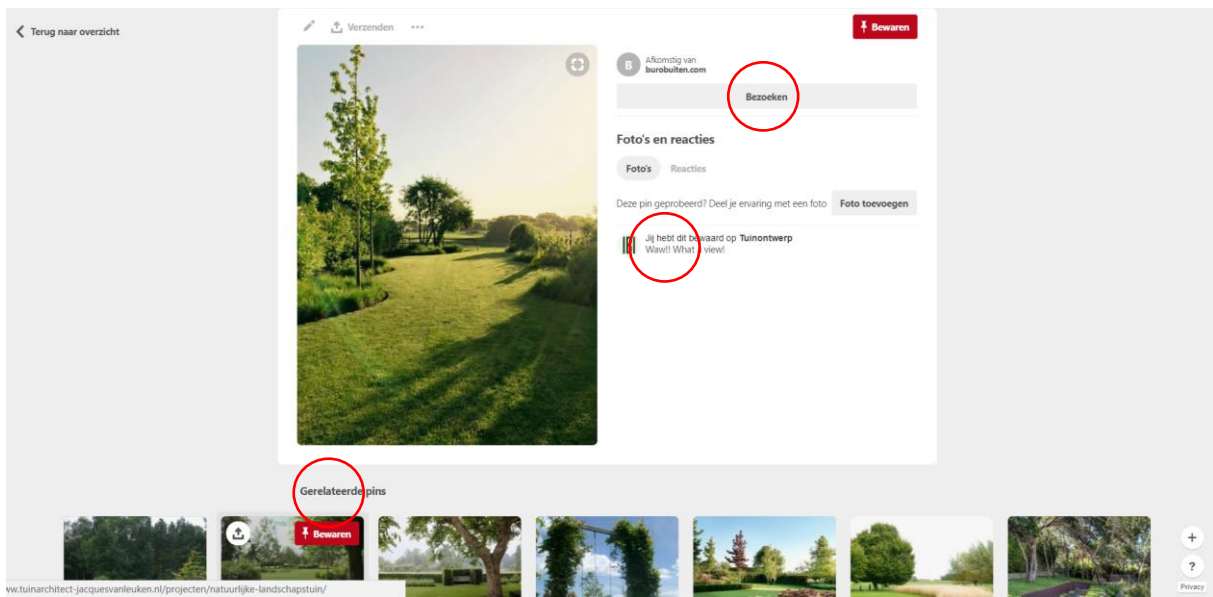 Terug naar overzicht
Verzenden
Bewaren
B
Afkomstig van
burobuiten.com
Bezoeken
Foto's en reacties
Foto's Reacties
Deze pin geprobeerd? Deel je ervaring met een foto Foto toevoegen
Jij hebt dit bewaard op Tuinontwerp
Waw!! What a view!
Gerelateerde pins
Bewaren
+
?
Privacy
ww.tuinarchitect-jacquesvanleuken.nl/projecten/natuurlijke-landschapstuin/